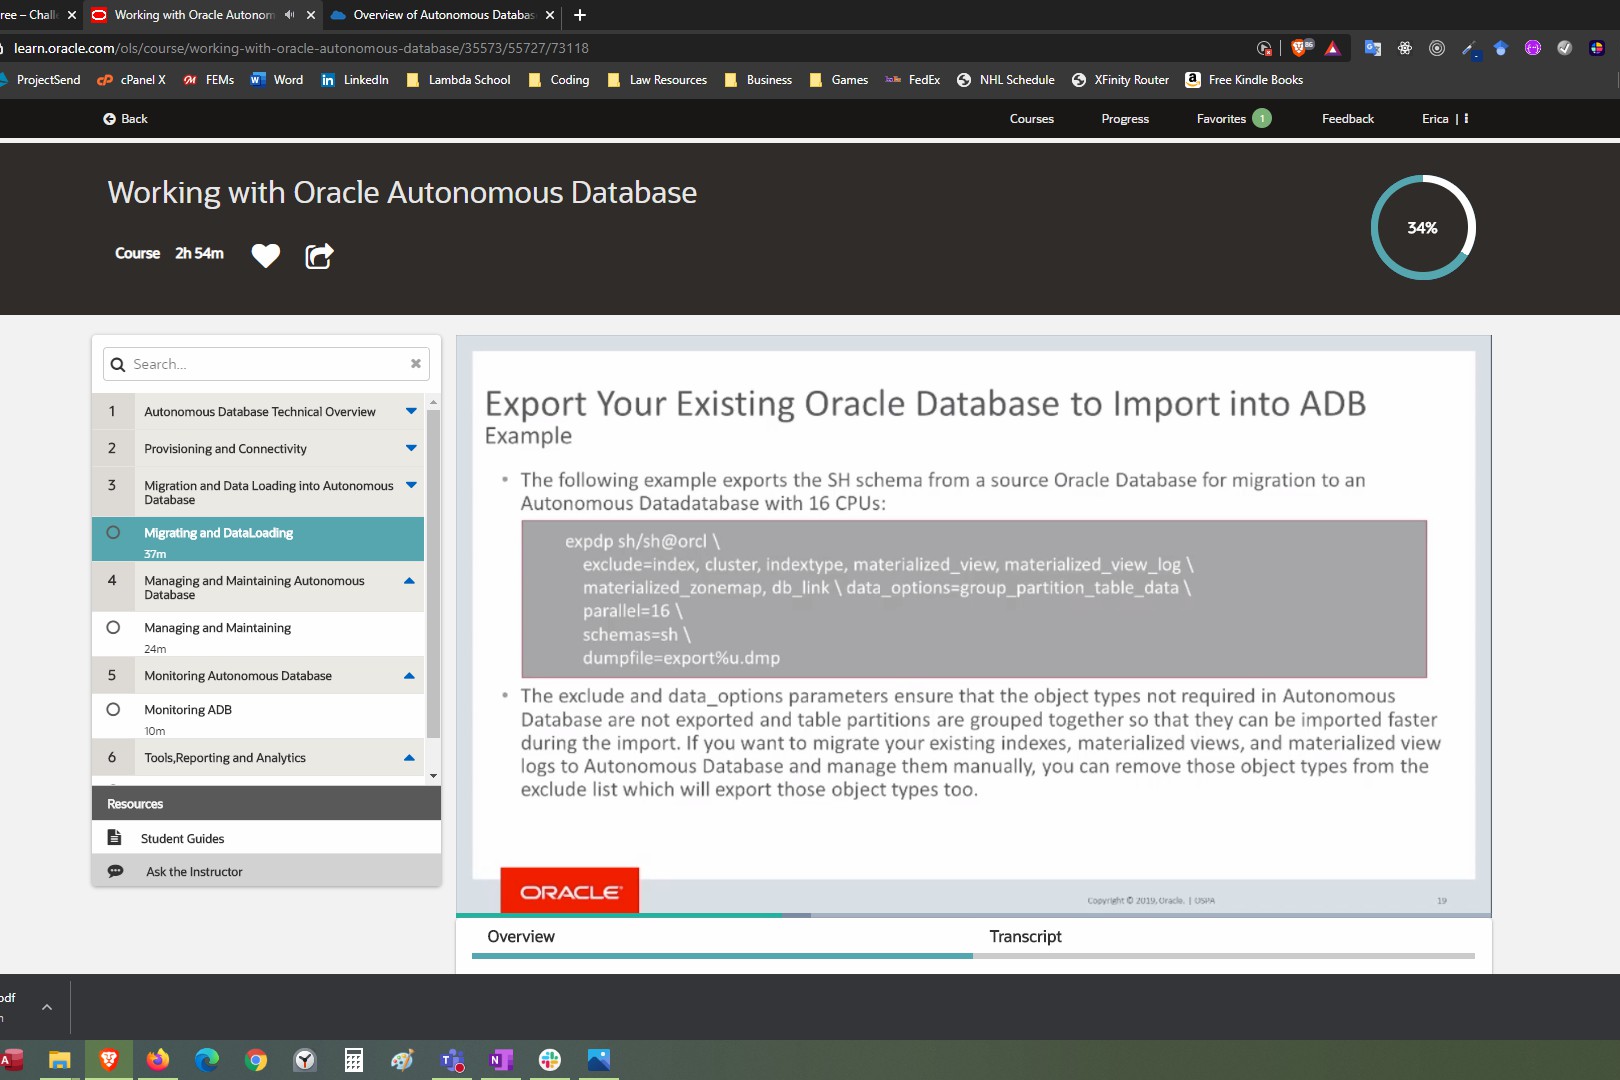 ree – Chall
Working with Oracle Autonom
Overview of Autonomous Databas
learn.oracle.com/ols/course/working-with-oracle-autonomous-database/35573/55727/73118
ProjectSend
cPanel X
FEMs
Word
LinkedIn
Lambda School
Coding
Law Resources
Business
Games
FedEx
NHL Schedule
XFinity Router
Free Kindle Books
Back
Courses
Progress
Favorites 1
Feedback
Erica |
Working with Oracle Autonomous Database
Course 2h 54m
34%
Search...
1 Autonomous Database Technical Overview
2 Provisioning and Connectivity
3 Migration and Data Loading into Autonomous
Database
Migrating and DataLoading
37m
4 Managing and Maintaining Autonomous
Database
Managing and Maintaining
24m
5 Monitoring Autonomous Database
Monitoring ADB
10m
6 Tools,Reporting and Analytics
Resources
Student Guides
Ask the Instructor
Export Your Existing Oracle Database to Import into ADB
Example
• The following example exports the SH schema from a source Oracle Database for migration to an
Autonomous Datadatabase with 16 CPUs:
expdp sh/sh@orcl \
exclude=index, cluster, indextype, materialized_view, materialized_view_log \
materialized_zonemap, db_link \ data_options=group_partition_table_data \
parallel=16 \
schemas=sh \
dumpfile=export%u.dmp
• The exclude and data_options parameters ensure that the object types not required in Autonomous
Database are not exported and table partitions are grouped together so that they can be imported faster
during the import. If you want to migrate your existing indexes, materialized views, and materialized view
logs to Autonomous Database and manage them manually, you can remove those object types from the
exclude list which will export those object types too.
ORACLE
Copyright © 2019, Oracle. | OSPA
19
Overview
Transcript
pdf